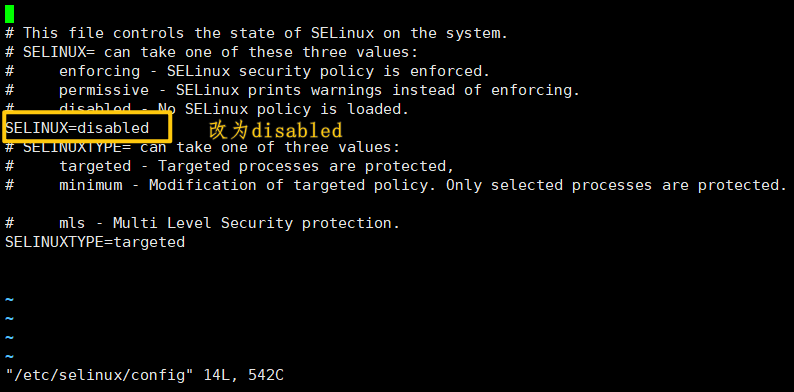 # This file controls the state of SELinux on the system.
# SELINUX= can take one of these three values:
#     enforcing - SELinux security policy is enforced.
#     permissive - SELinux prints warnings instead of enforcing.
#     disabled - No SELinux policy is loaded.
SELINUX=disabled 改为disabled
# SELINUXTYPE= can take one of three values:
#     targeted - Targeted processes are protected,
#     minimum - Modification of targeted policy. Only selected processes are protected.
#     mls - Multi Level Security protection.
SELINUXTYPE=targeted
~
~
~
~
"/etc/selinux/config" 14L, 542C